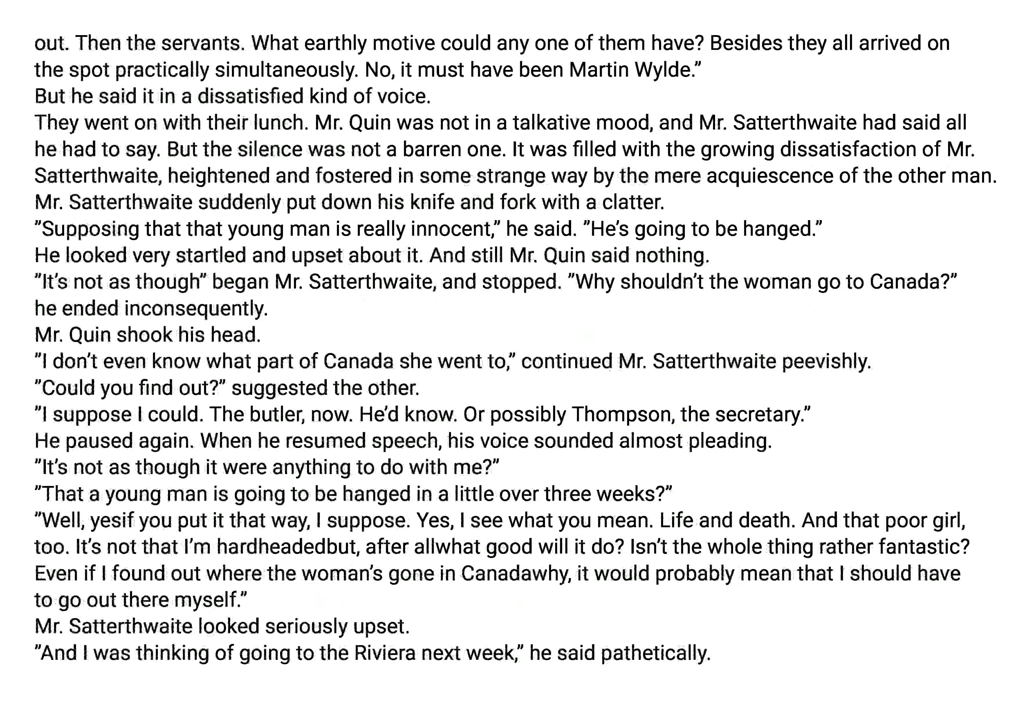 out. Then the servants. What earthly motive could any one of them have? Besides they all arrived on
the spot practically simultaneously. No, it must have been Martin Wylde.”
But he said it in a dissatisfied kind of voice.
They went on with their lunch. Mr. Quin was not in a talkative mood, and Mr. Satterthwaite had said all
he had to say. But the silence was not a barren one. It was filled with the growing dissatisfaction of Mr.
Satterthwaite, heightened and fostered in some strange way by the mere acquiescence of the other man.
Mr. Satterthwaite suddenly put down his knife and fork with a clatter.
”Supposing that that young man is really innocent,” he said. ”He’s going to be hanged.”
He looked very startled and upset about it. And still Mr. Quin said nothing.
”It’s not as though” began Mr. Satterthwaite, and stopped. ”Why shouldn’t the woman go to Canada?”
he ended inconsequently.
Mr. Quin shook his head.
”I don’t even know what part of Canada she went to,” continued Mr. Satterthwaite peevishly.
”Could you find out?” suggested the other.
”I suppose I could. The butler, now. He’d know. Or possibly Thompson, the secretary.”
He paused again. When he resumed speech, his voice sounded almost pleading.
”It’s not as though it were anything to do with me?”
”That a young man is going to be hanged in a little over three weeks?”
”Well, yesif you put it that way, I suppose. Yes, I see what you mean. Life and death. And that poor girl,
too. It’s not that I’m hardheadedbut, after allwhat good will it do? Isn’t the whole thing rather fantastic?
Even if I found out where the woman’s gone in Canadawhy, it would probably mean that I should have
to go out there myself.”
Mr. Satterthwaite looked seriously upset.
”And I was thinking of going to the Riviera next week,” he said pathetically.